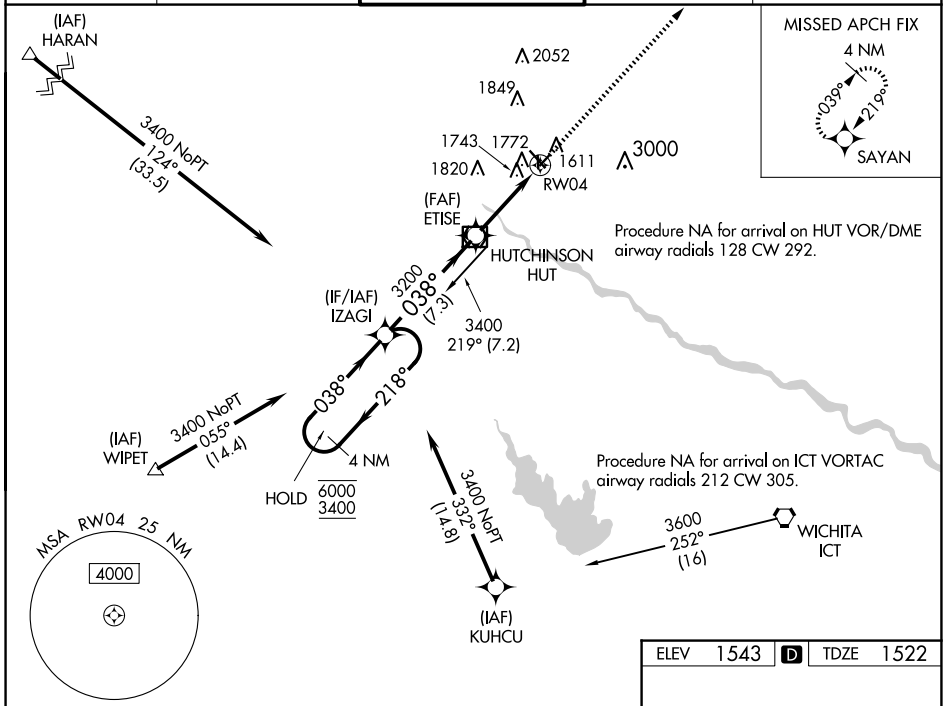 (IAF)
HARAN
3400 NoPT
124°
(33.5)
2052
1849
1743
1772
1820
1611
3000
RW04
MISSED APCH FIX
4 NM
039°
219°
SAYAN
(FAF)
ETISE
HUTCHINSON
HUT
Procedure NA for arrival on HUT VOR/DME
airway radials 128 CW 292.
3200
038°
(7.3)
3400
219° (7.2)
(IF/IAF)
IZAGI
038°
218°
4 NM
HOLD
6000
3400
(IAF)
WIPET
3400 NoPT
055°
(14.4)
3400 NoPT
332°
(14.8)
(IAF)
KUHCU
Procedure NA for arrival on ICT VORTAC
airway radials 212 CW 305.
3600
252°
(16)
WICHITA
ICT
MSA RW04 25 NM
4000
ELEV 1543 D TDZE 1522